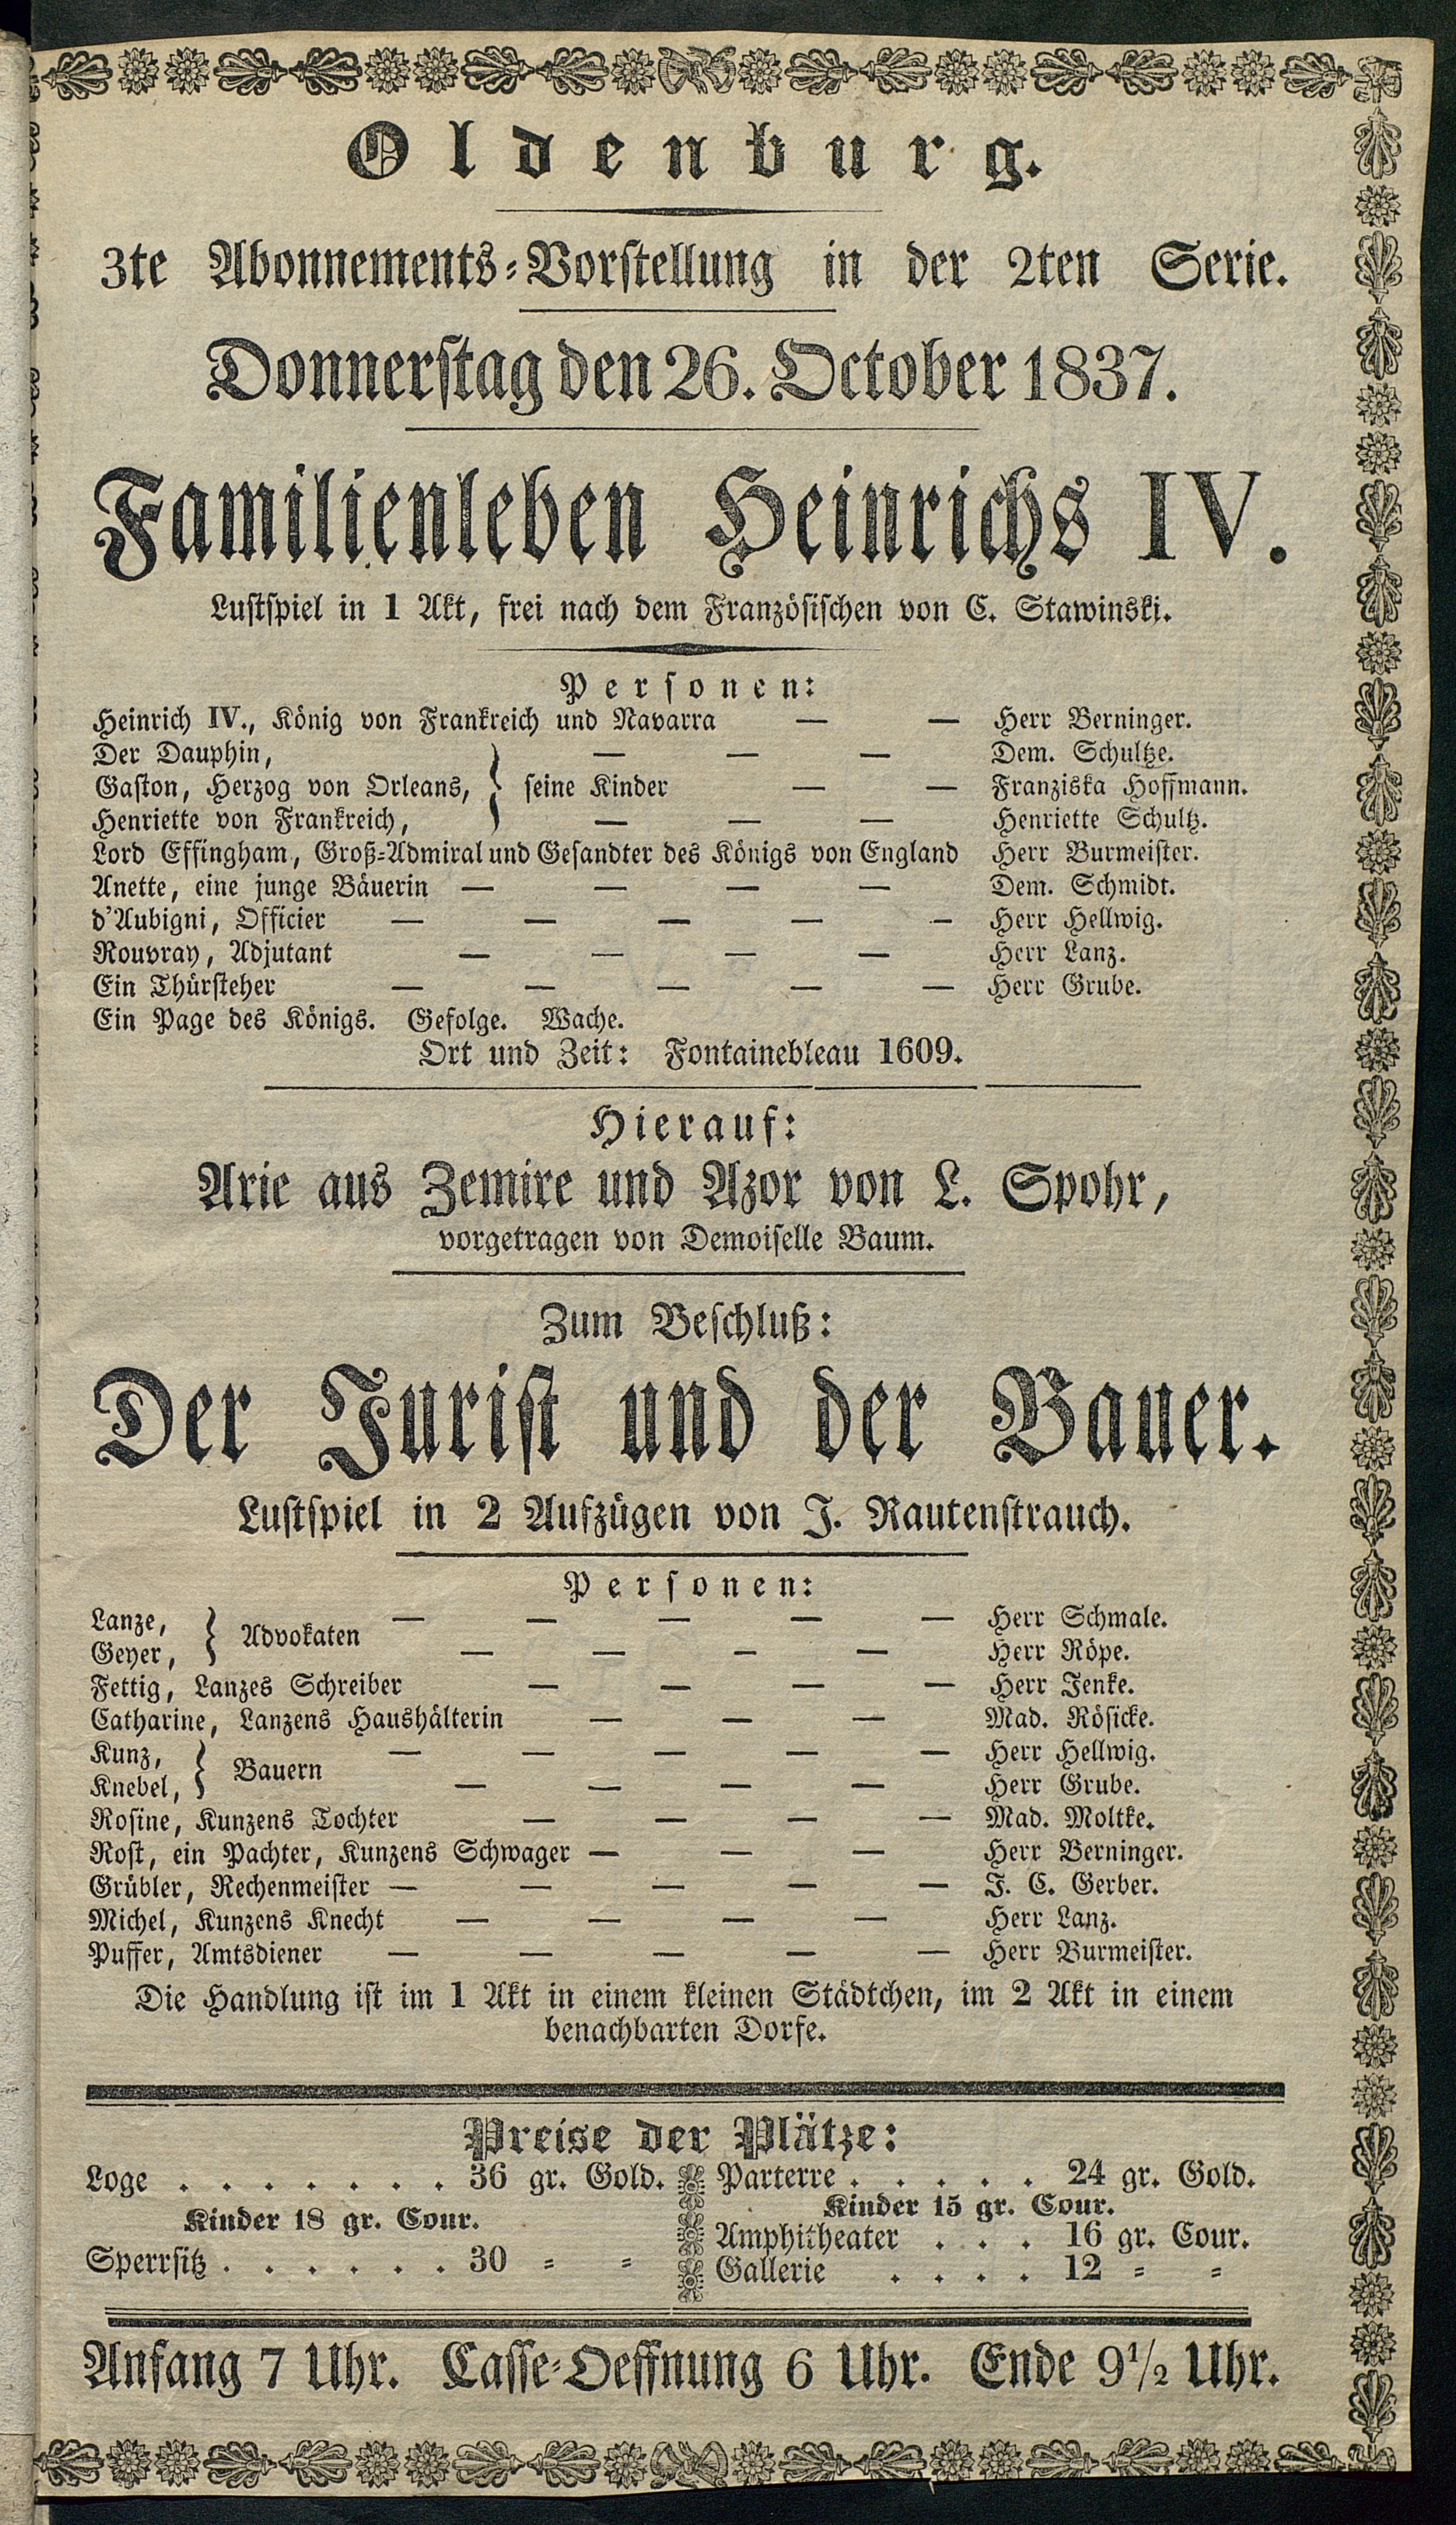 Oldenburg.
3te Abonnements-Vorstellung in der 2ten Serie.
Donnerstag den 26. October 1837.
Familienleben Heinrichs IV.
Lustspiel in 1 Akt, frei nach dem Französischen von C. Stawinski.
Personen:
Heinrich IV., König von Frankreich und Navarra — — Herr Berninger.
Der Dauphin, — — — Dem. Schultze.
Gaston, Herzog von Orleans, } seine Kinder — — Franziska Hoffmann.
Henriette von Frankreich, — — — Henriette Schultz.
Lord Effingham, Groß-Admiral und Gesandter des Königs von England Herr Burmeister.
Anette, eine junge Bäuerin — — — — Dem. Schmidt.
d'Aubigni, Officier — — — — — Herr Hellwig.
Rouvray, Adjutant — — — — Herr Lanz.
Ein Thürsteher — — — — — Herr Grube.
Ein Page des Königs. Gefolge. Wache.
Ort und Zeit: Fontainebleau 1609.
Hierauf:
Arie aus Zemire und Azor von L. Spohr,
vorgetragen von Demoiselle Baum.
Zum Beschluß:
Der Jurist und der Bauer.
Lustspiel in 2 Aufzügen von J. Rautenstrauch.
Personen:
Lanze, } Advokaten — — — — — Herr Schmale.
Geyer, — — — — Herr Röpe.
Fettig, Lanzes Schreiber — — — — Herr Jenke.
Catharine, Lanzens Haushälterin — — — Mad. Rösicke.
Kunz, } Bauern — — — — — Herr Hellwig.
Knebel, — — — — Herr Grube.
Rosine, Kunzens Tochter — — — — Mad. Moltke.
Rost, ein Pachter, Kunzens Schwager — — — Herr Berninger.
Grübler, Rechenmeister — — — — — J. C. Gerber.
Michel, Kunzens Knecht — — — — Herr Lanz.
Puffer, Amtsdiener — — — — — Herr Burmeister.
Die Handlung ist im 1 Akt in einem kleinen Städtchen, im 2 Akt in einem
benachbarten Dorfe.
Preise der Plätze:
Loge . . . . . . . 36 gr. Gold. Parterre . . . . . 24 gr. Gold.
Kinder 18 gr. Cour. Kinder 15 gr. Cour.
Amphitheater . . . 16 gr. Cour.
Sperrsitz . . . . . . 30 = = Gallerie . . . . 12 = =
Anfang 7 Uhr. Casse-Oeffnung 6 Uhr. Ende 9½ Uhr.